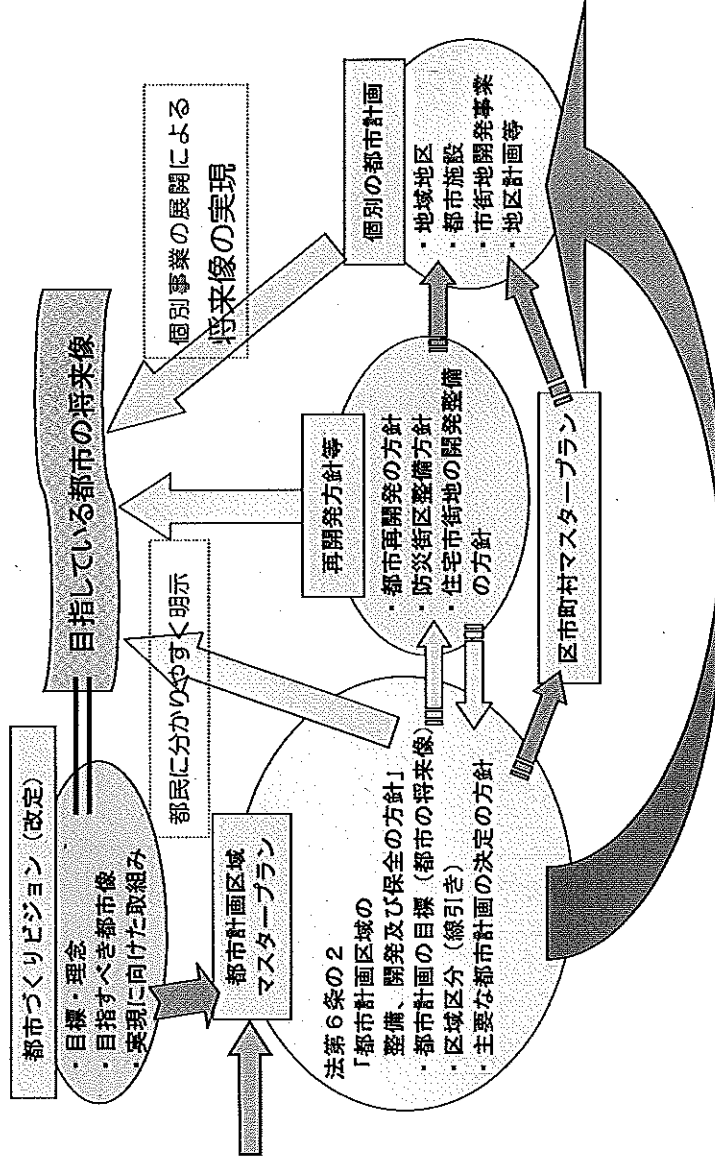 都市づくりビジョン（改定）
・目標・理念
・目指すべき都市像
・実現に向けた取組み
目指している都市の将来像
都民に分かりやすく明示
個別事業の展開による
将来像の実現
都市計画区域
マスタープラン
法第６条の２
「都市計画区域の
整備、開発及び保全の方針」
・都市計画の目標（都市の将来像）
・区域区分（線引き）
・主要な都市計画の決定の方針
再開発方針等
・都市再開発の方針
・防災街区整備方針
・住宅市街地の開発整備
の方針
個別の都市計画
・地域地区
・都市施設
・市街地開発事業
・地区計画等
区市町村マスタープラン